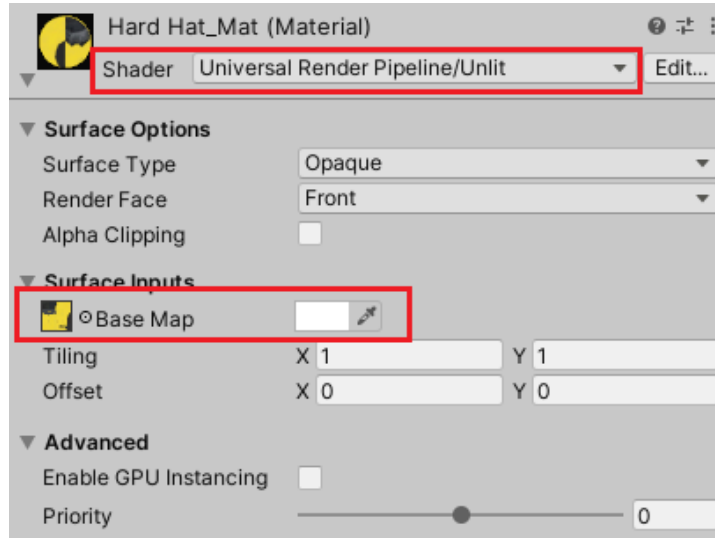 Hard Hat_Mat (Material)
Shader Universal Render Pipeline/Unlit Edit...
Surface Options
Surface Type Opaque
Render Face Front
Alpha Clipping
Surface Inputs
Base Map
Tiling X 1 Y 1
Offset X 0 Y 0
Advanced
Enable GPU Instancing
Priority 0